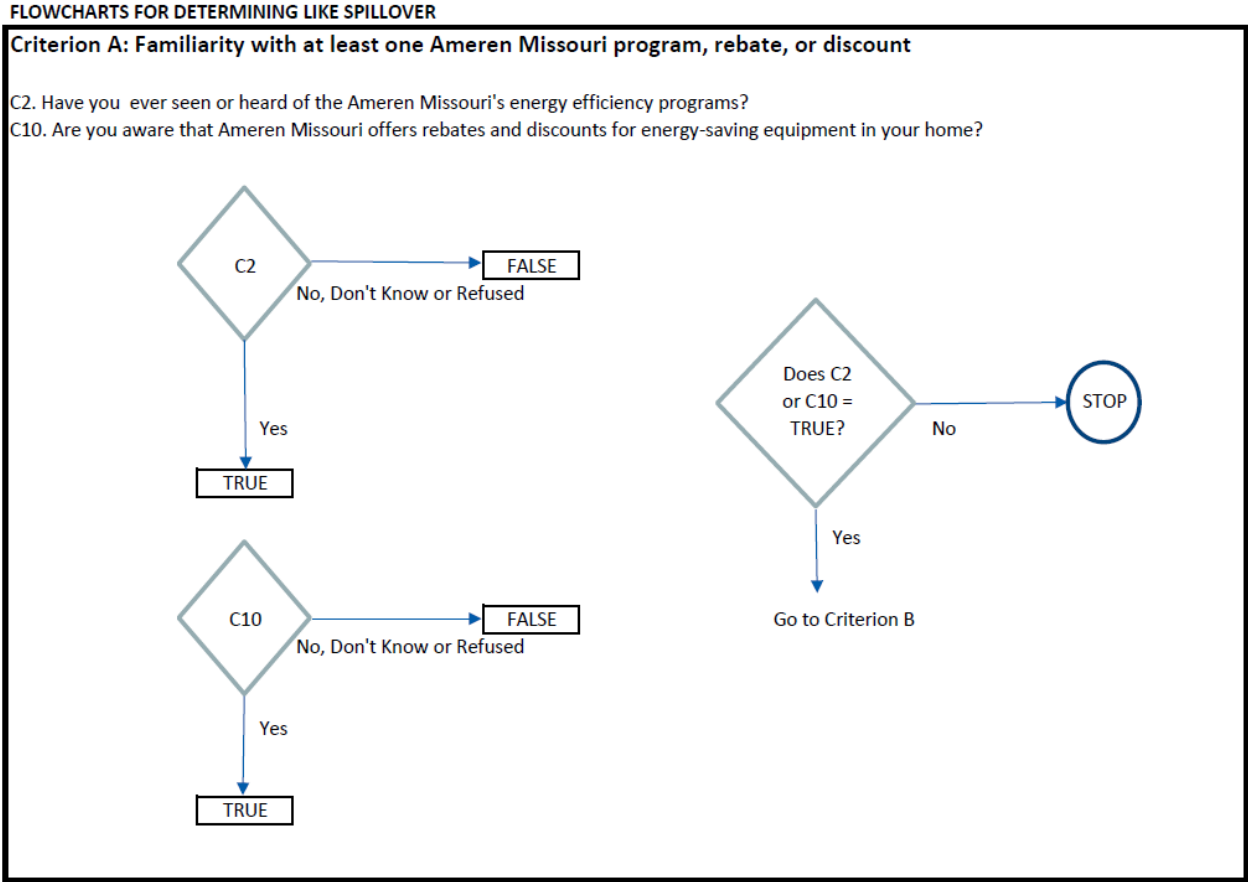 FLOWCHARTS FOR DETERMINING LIKE SPILLOVER
Criterion A: Familiarity with at least one Ameren Missouri program, rebate, or discount
C2. Have you  ever seen or heard of the Ameren Missouri's energy efficiency programs?
C10. Are you aware that Ameren Missouri offers rebates and discounts for energy-saving equipment in your home?
C2
FALSE
No, Don't Know or Refused
Yes
TRUE
C10
FALSE
No, Don't Know or Refused
Yes
TRUE
Does C2
or C10 =
TRUE?
No
STOP
Yes
Go to Criterion B